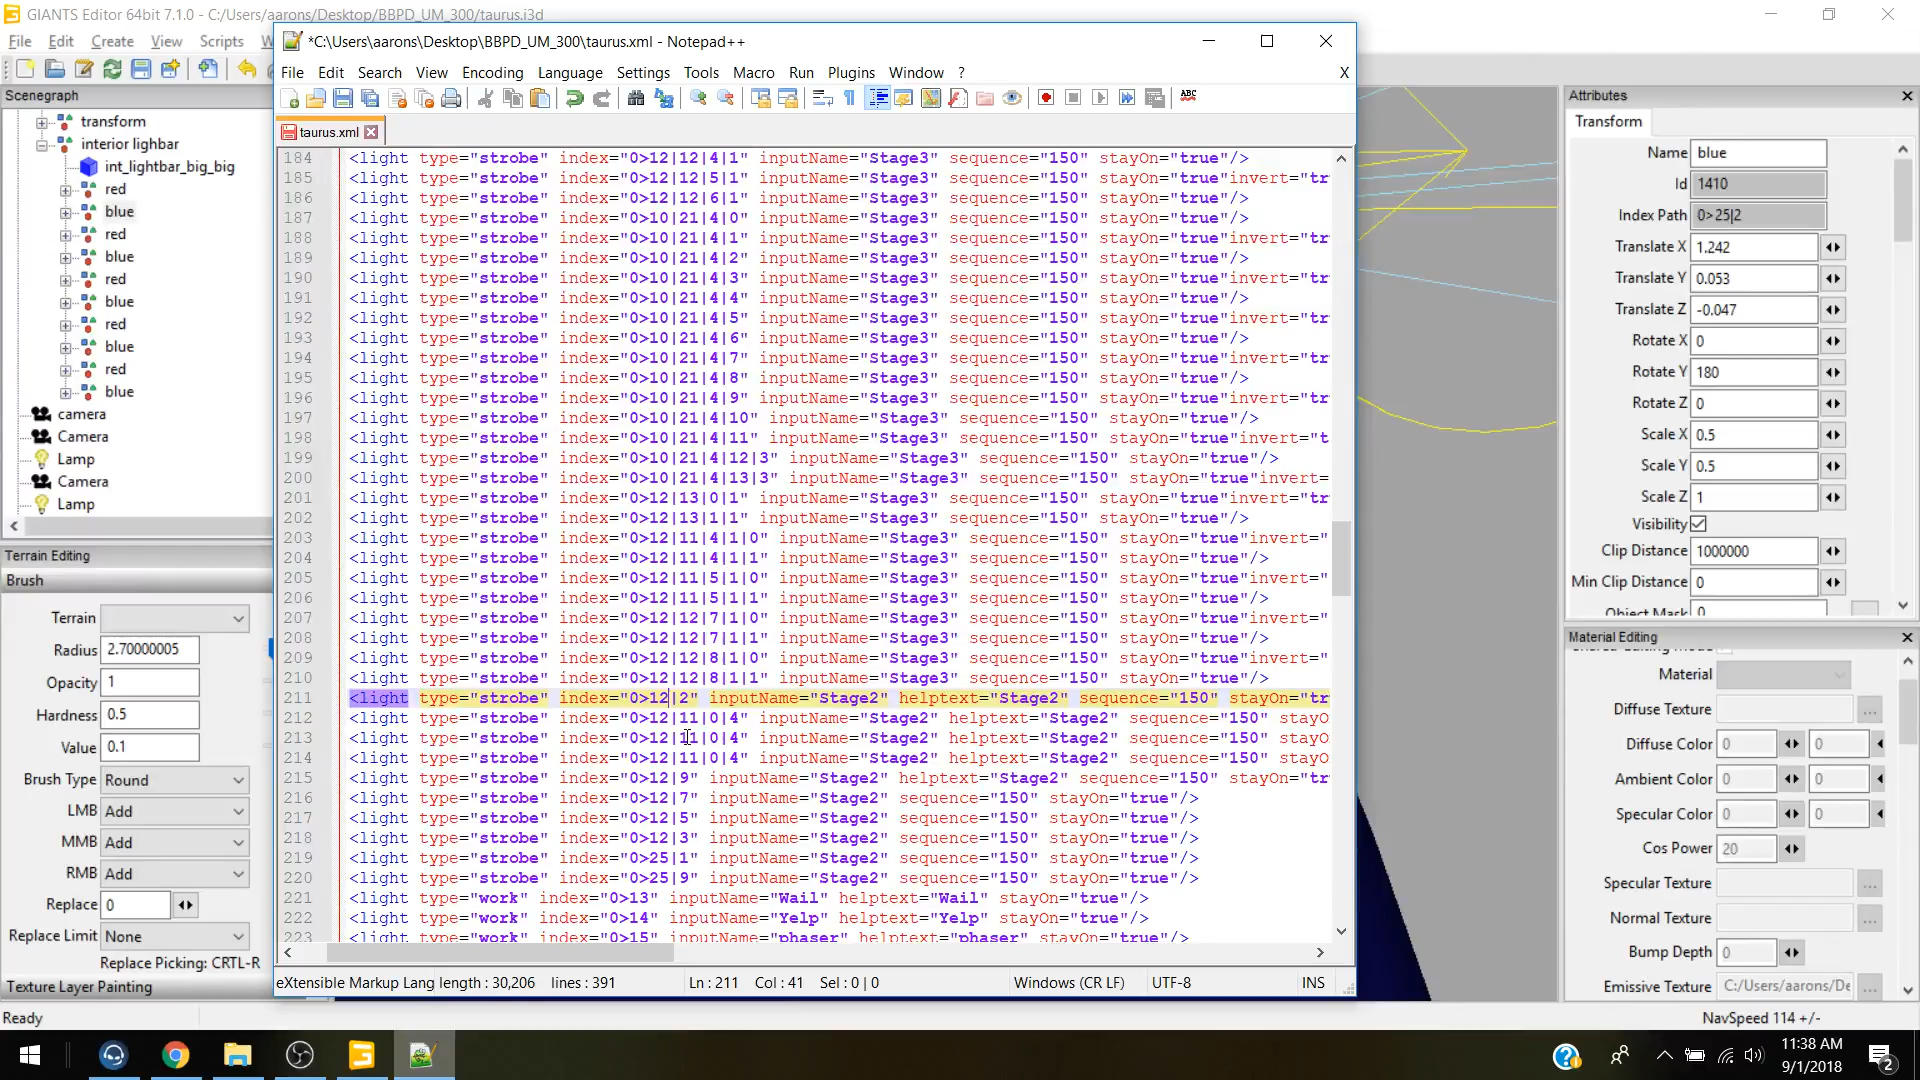 GIANTS Editor 64bit 7.1.0 - C:/Users/aarons/Desktop/BBPD_UM_300/taurus.i3d
File Edit Create View Scripts
Scenegraph
transform
interior lighbar
int_lightbar_big_big
red
blue
red
blue
red
blue
red
blue
red
blue
camera
Camera
Lamp
Camera
Lamp
Terrain Editing
Brush
Terrain
Radius 2.70000005
Opacity 1
Hardness 0.5
Value 0.1
Brush Type Round
LMB Add
MMB Add
RMB Add
Replace 0
Replace Limit None
Replace Picking: CRTL-R
Texture Layer Painting
Ready
*C:\Users\aarons\Desktop\BBPD_UM_300\taurus.xml - Notepad++
File Edit Search View Encoding Language Settings Tools Macro Run Plugins Window ? X
taurus.xml
184 <light type="strobe" index="0>12|12|4|1" inputName="Stage3" sequence="150" stayOn="true"/>
185 <light type="strobe" index="0>12|12|5|1" inputName="Stage3" sequence="150" stayOn="true"invert="tr
186 <light type="strobe" index="0>12|12|6|1" inputName="Stage3" sequence="150" stayOn="true"/>
187 <light type="strobe" index="0>10|21|4|0" inputName="Stage3" sequence="150" stayOn="true"/>
188 <light type="strobe" index="0>10|21|4|1" inputName="Stage3" sequence="150" stayOn="true"invert="tr
189 <light type="strobe" index="0>10|21|4|2" inputName="Stage3" sequence="150" stayOn="true"/>
190 <light type="strobe" index="0>10|21|4|3" inputName="Stage3" sequence="150" stayOn="true"invert="tr
191 <light type="strobe" index="0>10|21|4|4" inputName="Stage3" sequence="150" stayOn="true"/>
192 <light type="strobe" index="0>10|21|4|5" inputName="Stage3" sequence="150" stayOn="true"invert="tr
193 <light type="strobe" index="0>10|21|4|6" inputName="Stage3" sequence="150" stayOn="true"/>
194 <light type="strobe" index="0>10|21|4|7" inputName="Stage3" sequence="150" stayOn="true"invert="tr
195 <light type="strobe" index="0>10|21|4|8" inputName="Stage3" sequence="150" stayOn="true"/>
196 <light type="strobe" index="0>10|21|4|9" inputName="Stage3" sequence="150" stayOn="true"invert="tr
197 <light type="strobe" index="0>10|21|4|10" inputName="Stage3" sequence="150" stayOn="true"/>
198 <light type="strobe" index="0>10|21|4|11" inputName="Stage3" sequence="150" stayOn="true"invert="t
199 <light type="strobe" index="0>10|21|4|12|3" inputName="Stage3" sequence="150" stayOn="true"/>
200 <light type="strobe" index="0>10|21|4|13|3" inputName="Stage3" sequence="150" stayOn="true"invert=
201 <light type="strobe" index="0>12|13|0|1" inputName="Stage3" sequence="150" stayOn="true"invert="tr
202 <light type="strobe" index="0>12|13|1|1" inputName="Stage3" sequence="150" stayOn="true"/>
203 <light type="strobe" index="0>12|11|4|1|0" inputName="Stage3" sequence="150" stayOn="true"invert="
204 <light type="strobe" index="0>12|11|4|1|1" inputName="Stage3" sequence="150" stayOn="true"/>
205 <light type="strobe" index="0>12|11|5|1|0" inputName="Stage3" sequence="150" stayOn="true"invert="
206 <light type="strobe" index="0>12|11|5|1|1" inputName="Stage3" sequence="150" stayOn="true"/>
207 <light type="strobe" index="0>12|12|7|1|0" inputName="Stage3" sequence="150" stayOn="true"invert="
208 <light type="strobe" index="0>12|12|7|1|1" inputName="Stage3" sequence="150" stayOn="true"/>
209 <light type="strobe" index="0>12|12|8|1|0" inputName="Stage3" sequence="150" stayOn="true"invert="
210 <light type="strobe" index="0>12|12|8|1|1" inputName="Stage3" sequence="150" stayOn="true"/>
211 <light type="strobe" index="0>12|2" inputName="Stage2" helptext="Stage2" sequence="150" stayOn="tr
212 <light type="strobe" index="0>12|11|0|4" inputName="Stage2" helptext="Stage2" sequence="150" stayO
213 <light type="strobe" index="0>12|11|0|4" inputName="Stage2" helptext="Stage2" sequence="150" stayO
214 <light type="strobe" index="0>12|11|0|4" inputName="Stage2" helptext="Stage2" sequence="150" stayO
215 <light type="strobe" index="0>12|9" inputName="Stage2" helptext="Stage2" sequence="150" stayOn="tr
216 <light type="strobe" index="0>12|7" inputName="Stage2" sequence="150" stayOn="true"/>
217 <light type="strobe" index="0>12|5" inputName="Stage2" sequence="150" stayOn="true"/>
218 <light type="strobe" index="0>12|3" inputName="Stage2" sequence="150" stayOn="true"/>
219 <light type="strobe" index="0>25|1" inputName="Stage2" sequence="150" stayOn="true"/>
220 <light type="strobe" index="0>25|9" inputName="Stage2" sequence="150" stayOn="true"/>
221 <light type="work" index="0>13" inputName="Wail" helptext="Wail" stayOn="true"/>
222 <light type="work" index="0>14" inputName="Yelp" helptext="Yelp" stayOn="true"/>
223 <light type="work" index="0>15" inputName="phaser" helptext="phaser" stayOn="true"/>
eXtensible Markup Lang length : 30,206 lines : 391 Ln : 211 Col : 41 Sel : 0 | 0 Windows (CR LF) UTF-8 INS
Attributes
Transform
Name blue
Id 1410
Index Path 0>25|2
Translate X 1.242
Translate Y 0.053
Translate Z -0.047
Rotate X 0
Rotate Y 180
Rotate Z 0
Scale X 0.5
Scale Y 0.5
Scale Z 1
Visibility
Clip Distance 1000000
Min Clip Distance 0
Object Mask 0
Material Editing
Material
Diffuse Texture ...
Diffuse Color 0 0
Ambient Color 0 0
Specular Color 0 0
Cos Power 20
Specular Texture ...
Normal Texture ...
Bump Depth 0
Emissive Texture C:/Users/aarons/De ...
NavSpeed 114 +/-
11:38 AM
9/1/2018
2